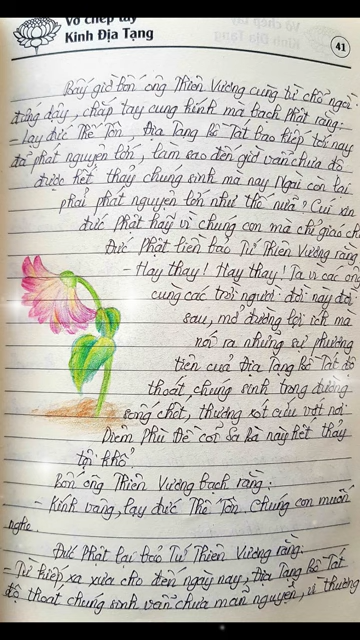 Vở chép tay
Kinh Địa Tạng
41
Bấy giờ bốn ông Thiên Vương cùng từ chỗ ngồi
đứng dậy, chắp tay cung kính mà bạch Phật rằng:
- Lạy đức Thế Tôn, Địa Tạng Bồ Tát bao kiếp tới nay
đã phát nguyện lớn, làm sao đến giờ vẫn chưa độ
được hết thảy chúng sinh mà nay Ngài còn lại
phải phát nguyện lớn như thế nữa? Cúi xin
đức Phật hãy vì chúng con mà chỉ giáo cho
Đức Phật liền bảo Tứ Thiên Vương rằng
- Hay thay! Hay thay! Ta vì các ông
cùng các trời người đời này đời
sau, mở đường lợi ích mà
nói ra những sự phương
tiện của Địa Tạng Bồ Tát độ
thoát chúng sinh trong đường
sống chết, thương xót cứu vớt nơi
Diêm Phù Đề cõi Sa Bà này hết thảy
tội khổ.
Bốn ông Thiên Vương bạch rằng:
- Kính vâng, lạy đức Thế Tôn. Chúng con muốn
nghe.
Đức Phật lại bảo Tứ Thiên Vương rằng:
- Từ kiếp xa xưa cho đến ngày nay, Địa Tạng Bồ Tát
độ thoát chúng sinh vẫn chưa mãn nguyện, vì thương